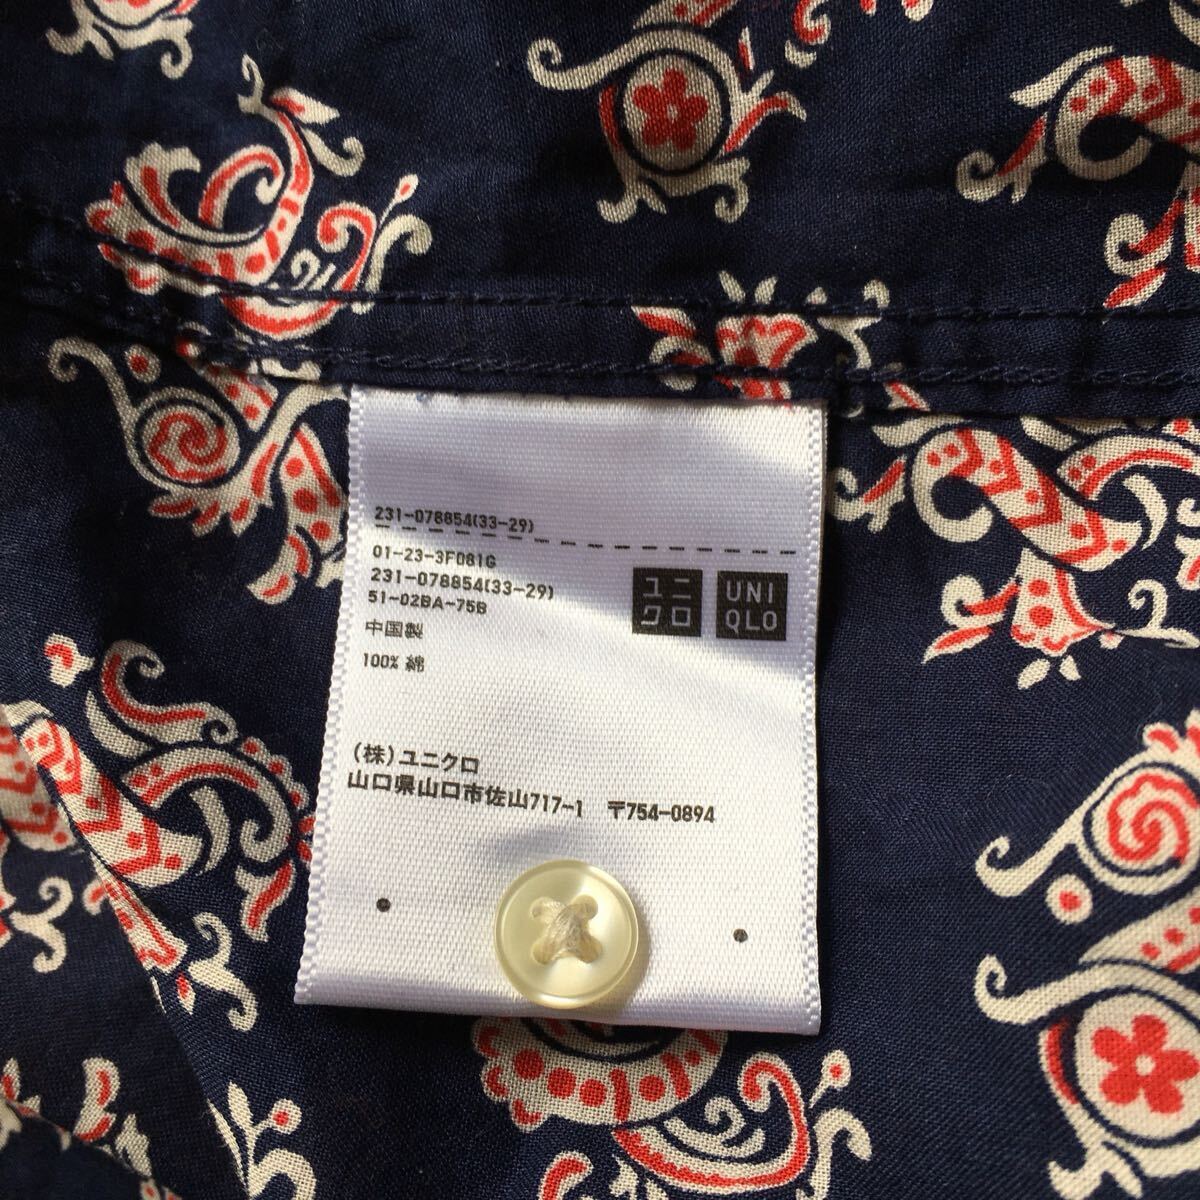 231-078854(33-29)
01-23-3F081G
231-078854(33-29)
51-02BA-75B
中国製
100% 綿
ユニ
クロ
UNI
QLO
(株)ユニクロ
山口県山口市佐山717-1 〒754-0894